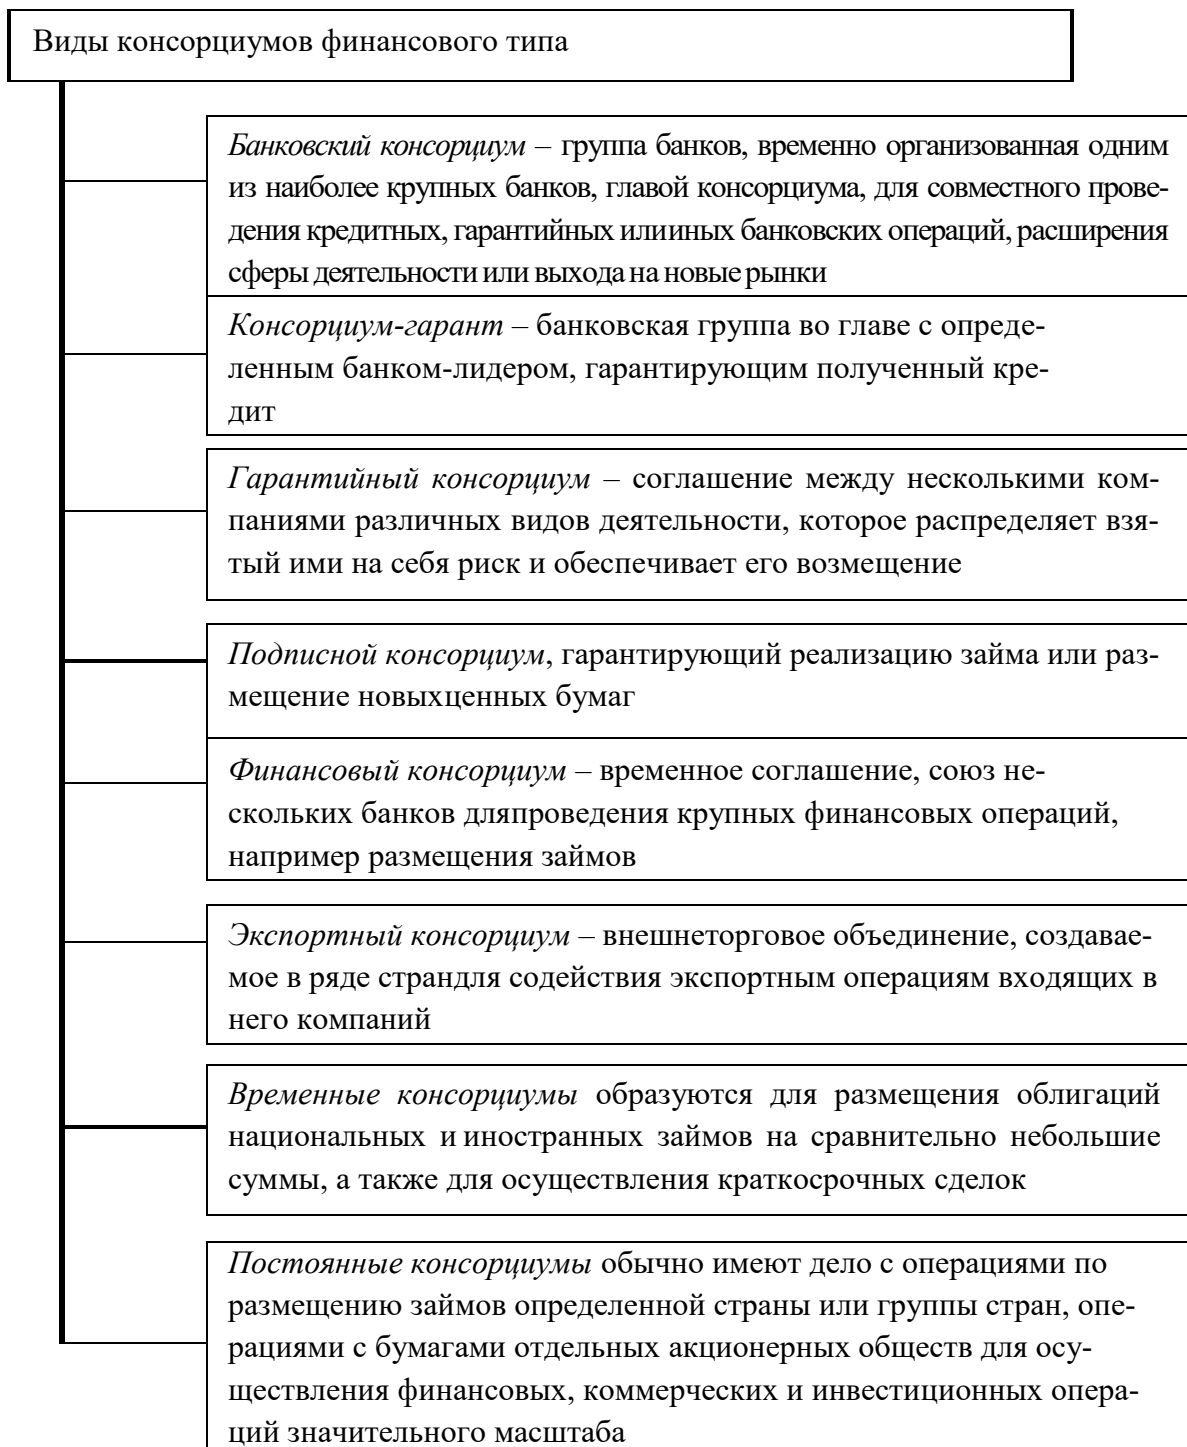 Виды консорциумов финансового типа
Банковский консорциум – группа банков, временно организованная одним
из наиболее крупных банков, главой консорциума, для совместного прове-
дения кредитных, гарантийных илииных банковских операций, расширения
сферы деятельности или выхода на новые рынки
Консорциум-гарант – банковская группа во главе с опреде-
ленным банком-лидером, гарантирующим полученный кре-
дит
Гарантийный консорциум – соглашение между несколькими ком-
паниями различных видов деятельности, которое распределяет взя-
тый ими на себя риск и обеспечивает его возмещение
Подписной консорциум, гарантирующий реализацию займа или раз-
мещение новыхценных бумаг
Финансовый консорциум – временное соглашение, союз не-
скольких банков дляпроведения крупных финансовых операций,
например размещения займов
Экспортный консорциум – внешнеторговое объединение, создавае-
мое в ряде странддля содействия экспортным операциям входящих в
него компаний
Временные консорциумы образуются для размещения облигаций
национальных и иностранных займов на сравнительно небольшие
суммы, а также для осуществления краткосрочных сделок
Постоянные консорциумы обычно имеют дело с операциями по
размещению займов определенной страны или группы стран, опе-
рациями с бумагами отдельных акционерных обществ для осу-
ществления финансовых, коммерческих и инвестиционных опера-
ций значительного масштаба